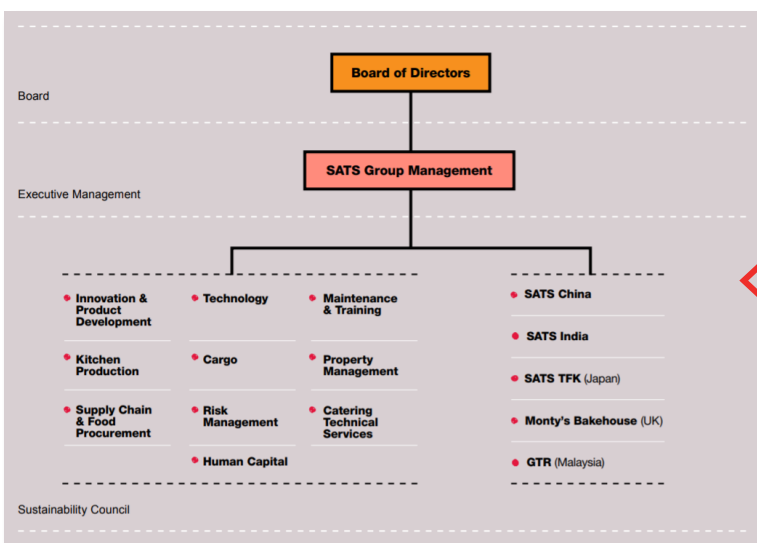 Board of Directors
Board
SATS Group Management
Executive Management
Innovation &
Product
Development
Technology
Maintenance
& Training
Kitchen
Production
Cargo
Property
Management
Supply Chain
& Food
Procurement
Risk
Management
Catering
Technical
Services
Human Capital
SATS China
SATS India
SATS TFK (Japan)
Monty's Bakehouse (UK)
GTR (Malaysia)
Sustainability Council